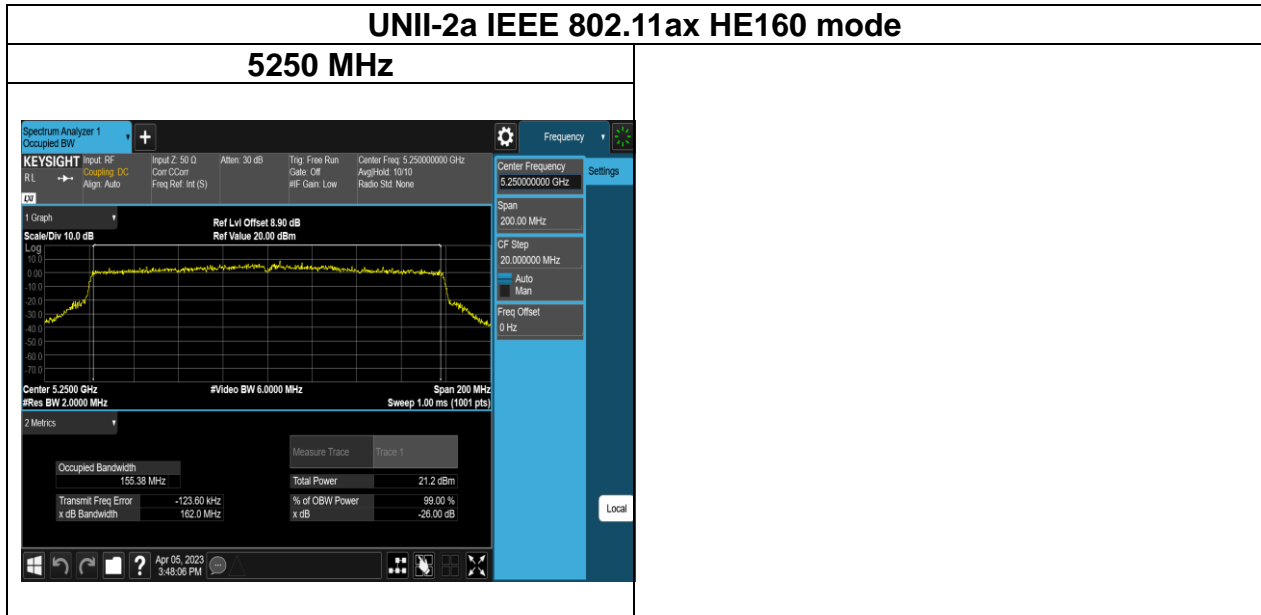 UNII-2a IEEE 802.11ax HE160 mode
5250 MHz
Spectrum Analyzer 1
Occupied BW
+
Frequency
KEYSIGHT
RL
LXI
Input: RF
Coupling: DC
Align: Auto
Input Z: 50 Ω
Corr CCorr
Freq Ref: Int (S)
Atten: 30 dB
Trig: Free Run
Gate: Off
#IF Gain: Low
Center Freq: 5.250000000 GHz
Avg|Hold: 10/10
Radio Std: None
Center Frequency
5.250000000 GHz
Settings
Span
200.00 MHz
CF Step
20.000000 MHz
Auto
Man
Freq Offset
0 Hz
Local
1 Graph
Scale/Div 10.0 dB
Ref Lvl Offset 8.90 dB
Ref Value 20.00 dBm
Log
10.0
0.00
-10.0
-20.0
-30.0
-40.0
-50.0
-60.0
-70.0
Center 5.2500 GHz
#Video BW 6.0000 MHz
Span 200 MHz
#Res BW 2.0000 MHz
Sweep 1.00 ms (1001 pts)
2 Metrics
Measure Trace
Trace 1
Occupied Bandwidth
155.38 MHz
Total Power
21.2 dBm
Transmit Freq Error
-123.60 kHz
% of OBW Power
99.00 %
x dB Bandwidth
162.0 MHz
x dB
-26.00 dB
?
Apr 05, 2023
3:48:06 PM